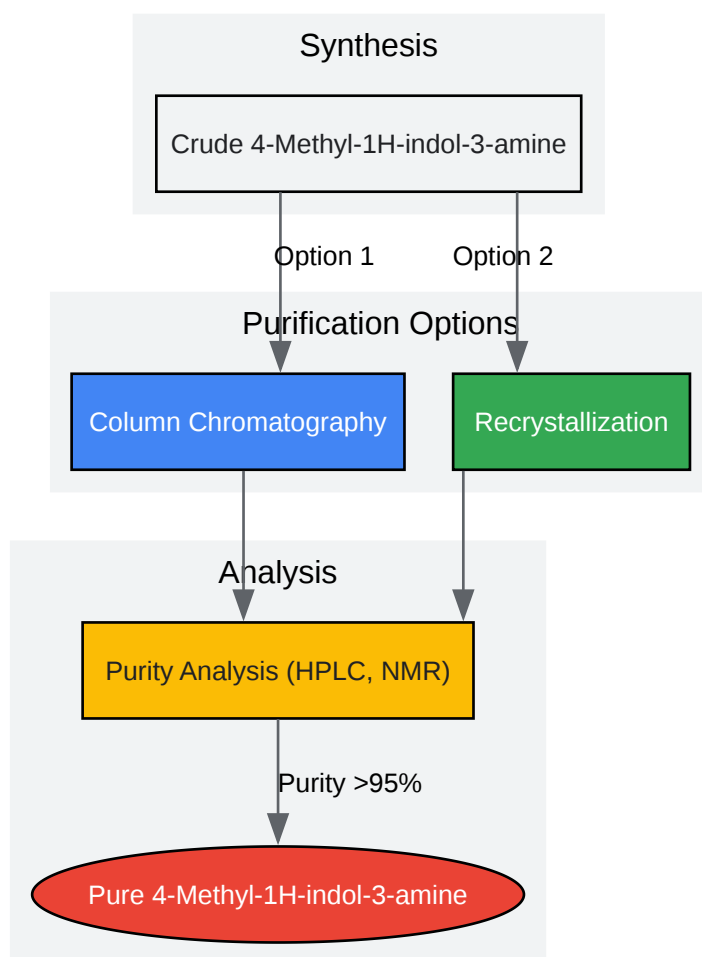 Synthesis
Crude 4-Methyl-1H-indol-3-amine
Option 1
Option 2
Purification Options
Column Chromatography
Recrystallization
Analysis
Purity Analysis (HPLC, NMR)
Purity >95%
Pure 4-Methyl-1H-indol-3-amine